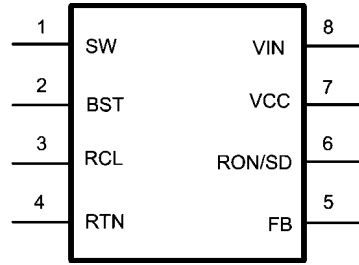 1 SW VIN 8
2 BST VCC 7
3 RCL RON/SD 6
4 RTN FB 5